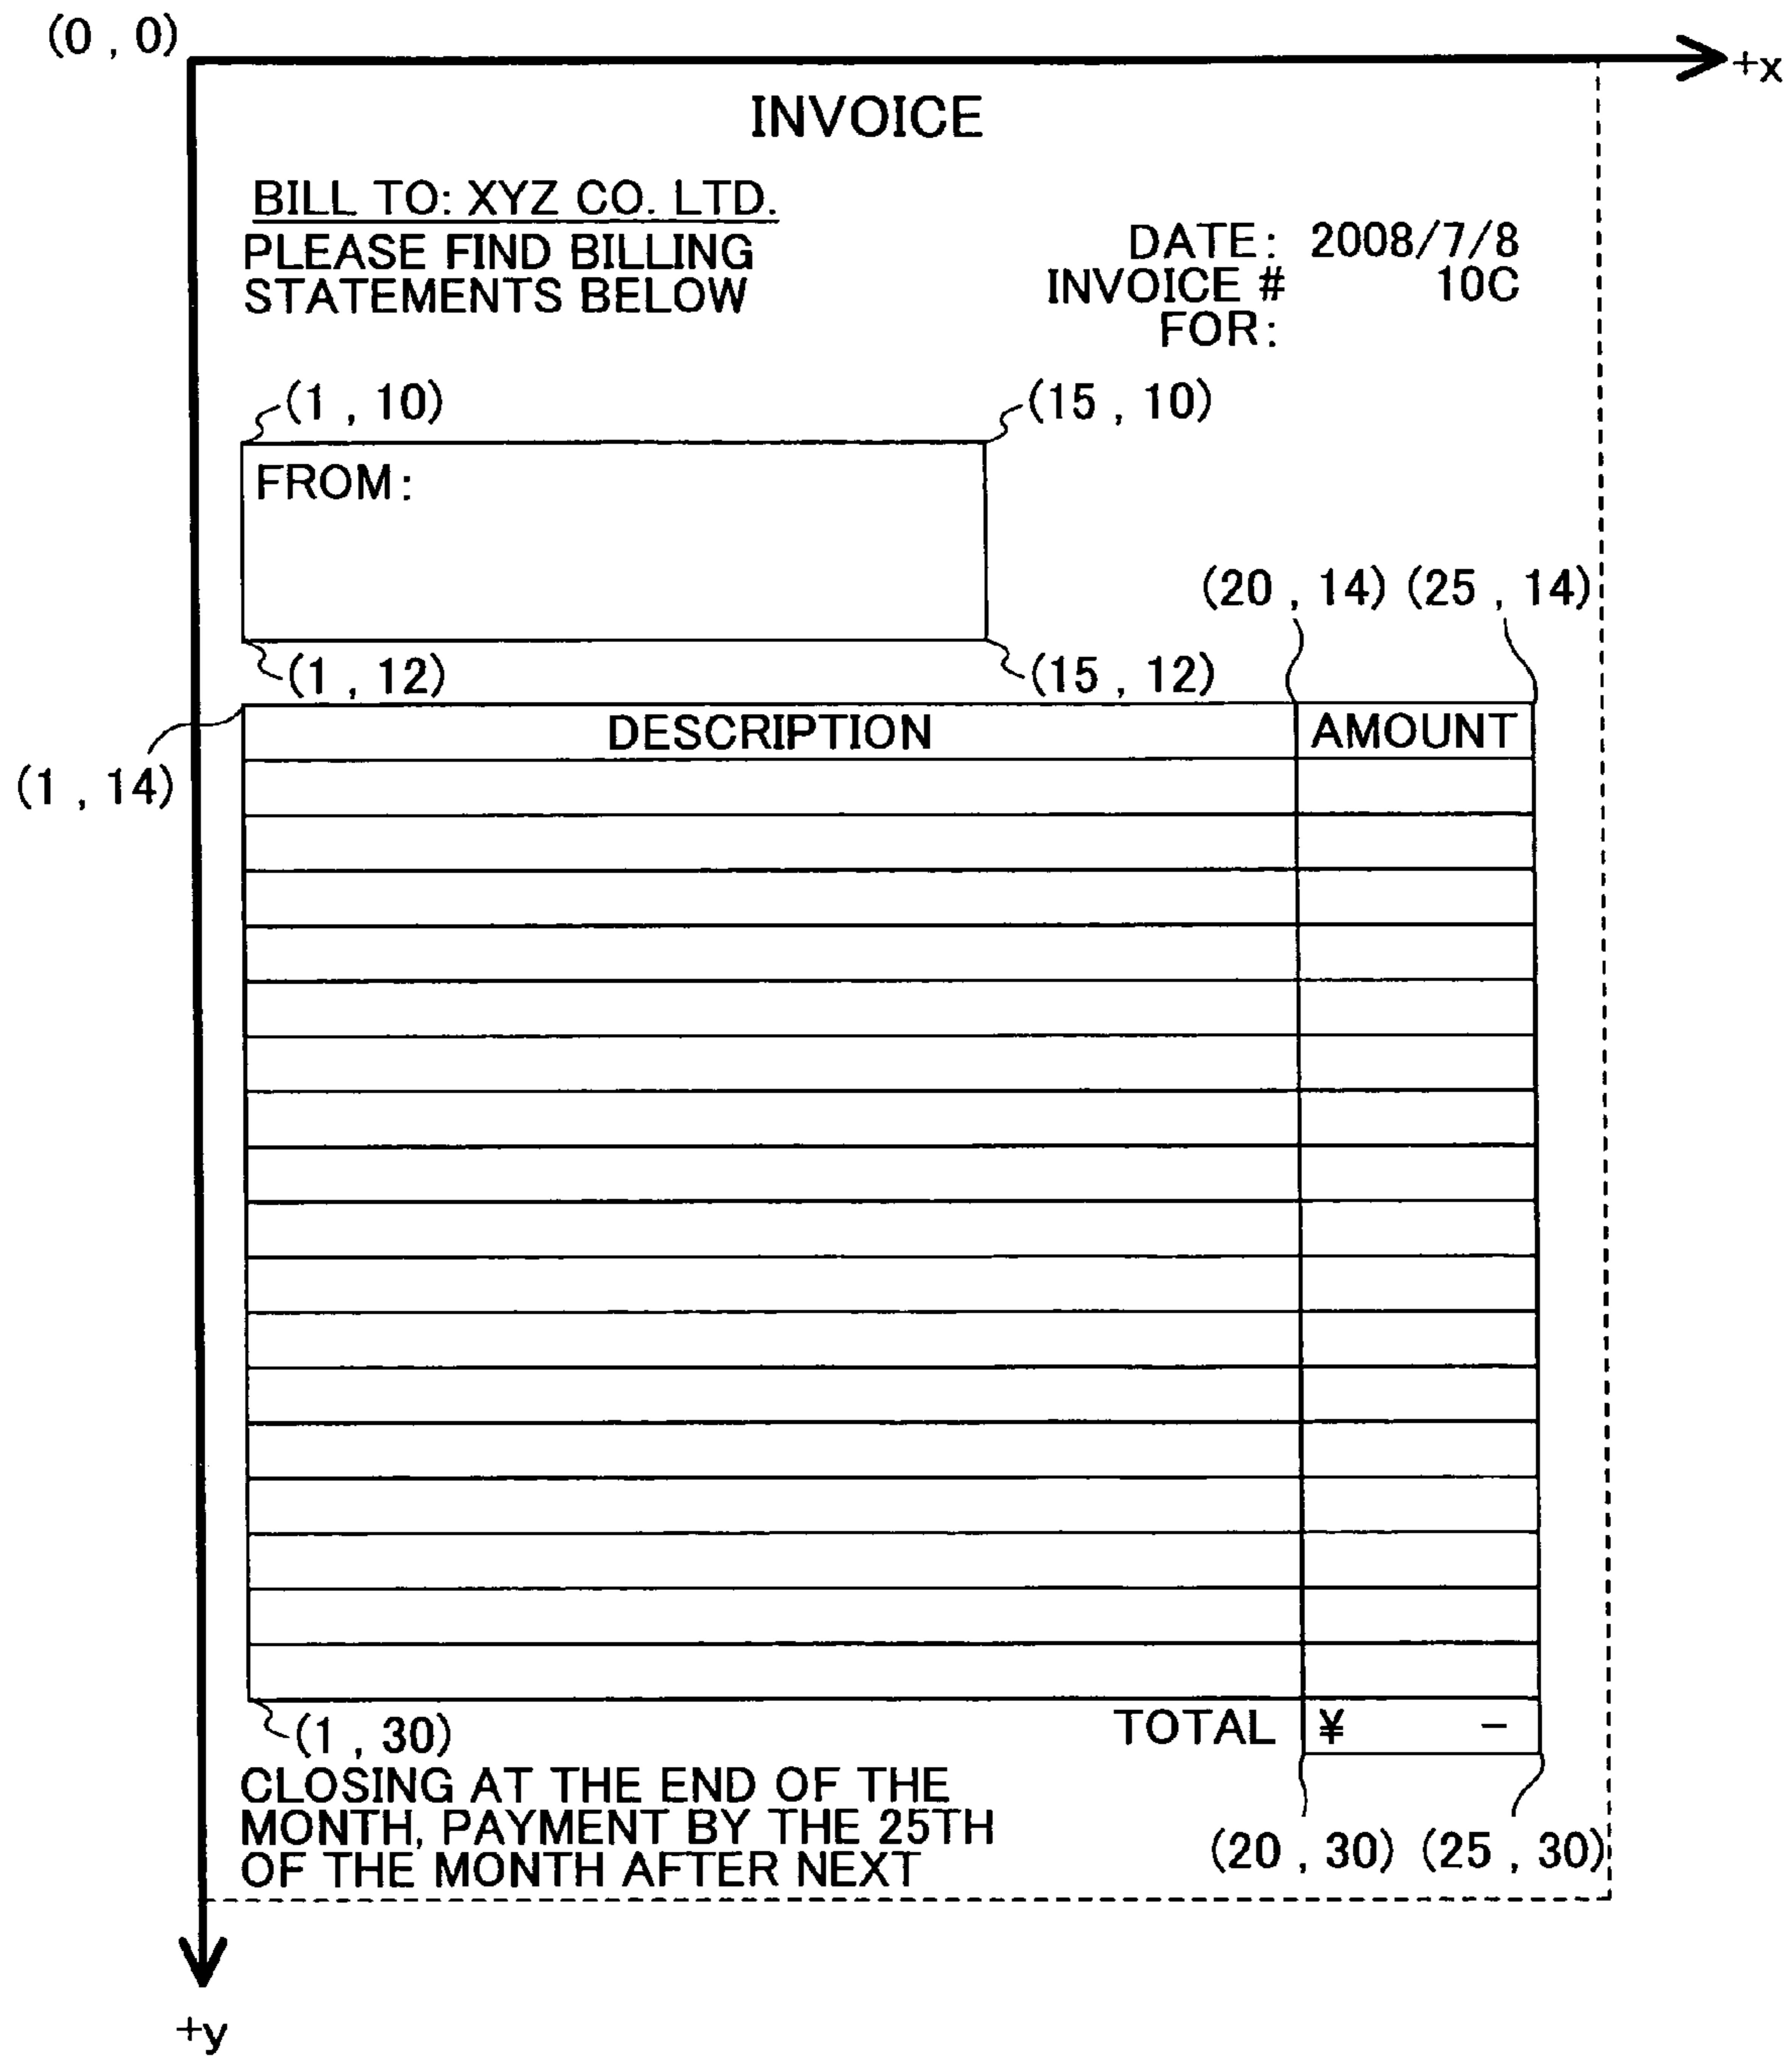 (0 , 0)
+x
INVOICE
BILL TO: XYZ CO. LTD.
PLEASE FIND BILLING
STATEMENTS BELOW
DATE: 2008/7/8
INVOICE # 10C
FOR:
(1 , 10)
(15 , 10)
FROM:
(20 , 14) (25 , 14)
(1 , 12)
(15 , 12)
DESCRIPTION
AMOUNT
(1 , 14)
(1 , 30)
TOTAL ¥ –
CLOSING AT THE END OF THE
MONTH, PAYMENT BY THE 25TH
OF THE MONTH AFTER NEXT
(20 , 30) (25 , 30)
+y